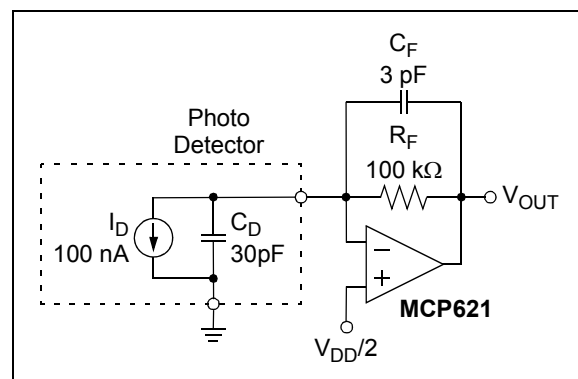 C_F
3 pF
Photo
Detector
R_F
100 kΩ
V_OUT
I_D
100 nA
C_D
30pF
−
+
MCP621
V_DD/2